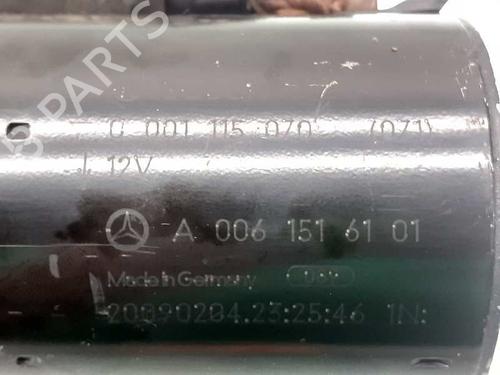 PARTS
0 001 115 070 (071)
12V
A 006 151 61 01
Made in Germany
20090204.23:25:46 1N: